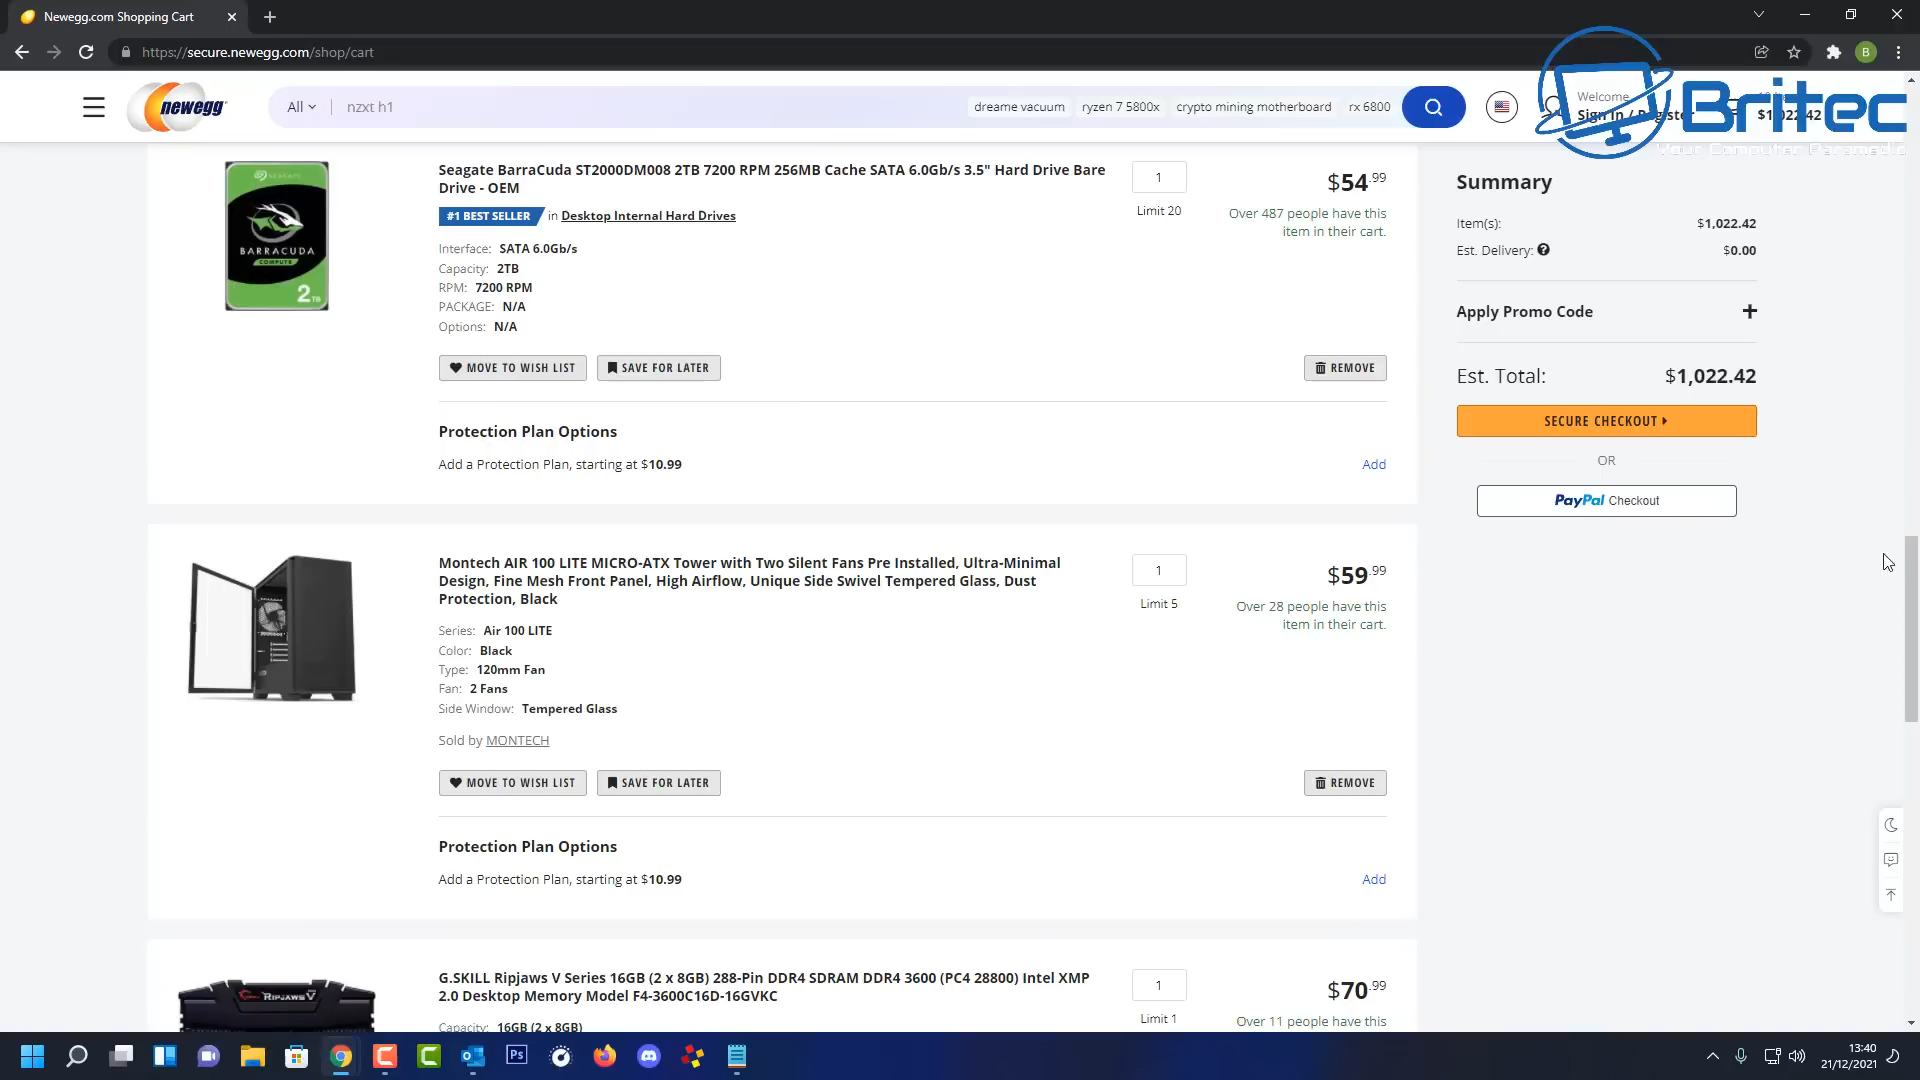 Newegg.com Shopping Cart
https://secure.newegg.com/shop/cart
B
newegg
All
nzxt h1
dreame vacuum
ryzen 7 5800x
crypto mining motherboard
rx 6800
Welcome
Sign In / Register
$1,022.42
Britec
Your Computer Paramedic
SEAGATE
BARRACUDA
COMPUTE
2TB
Seagate BarraCuda ST2000DM008 2TB 7200 RPM 256MB Cache SATA 6.0Gb/s 3.5" Hard Drive Bare
Drive - OEM
#1 BEST SELLER in Desktop Internal Hard Drives
Interface: SATA 6.0Gb/s
Capacity: 2TB
RPM: 7200 RPM
PACKAGE: N/A
Options: N/A
1
Limit 20
$54.99
Over 487 people have this
item in their cart.
MOVE TO WISH LIST
SAVE FOR LATER
REMOVE
Protection Plan Options
Add a Protection Plan, starting at $10.99
Add
Summary
Item(s): $1,022.42
Est. Delivery: $0.00
Apply Promo Code
Est. Total: $1,022.42
SECURE CHECKOUT
OR
PayPal Checkout
Montech AIR 100 LITE MICRO-ATX Tower with Two Silent Fans Pre Installed, Ultra-Minimal
Design, Fine Mesh Front Panel, High Airflow, Unique Side Swivel Tempered Glass, Dust
Protection, Black
Series: Air 100 LITE
Color: Black
Type: 120mm Fan
Fan: 2 Fans
Side Window: Tempered Glass
Sold by MONTECH
1
Limit 5
$59.99
Over 28 people have this
item in their cart.
MOVE TO WISH LIST
SAVE FOR LATER
REMOVE
Protection Plan Options
Add a Protection Plan, starting at $10.99
Add
RIPJAWS V
G.SKILL Ripjaws V Series 16GB (2 x 8GB) 288-Pin DDR4 SDRAM DDR4 3600 (PC4 28800) Intel XMP
2.0 Desktop Memory Model F4-3600C16D-16GVKC
Capacity: 16GB (2 x 8GB)
1
Limit 1
$70.99
Over 11 people have this
Ps
13:40
21/12/2021